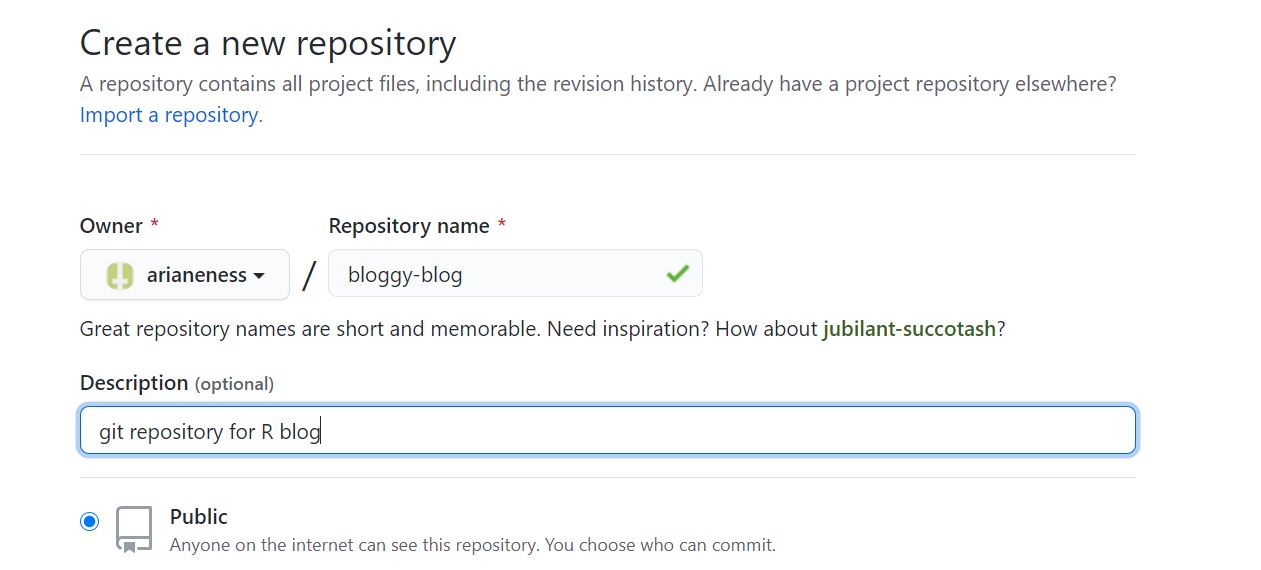 Create a new repository
A repository contains all project files, including the revision history. Already have a project repository elsewhere?
Import a repository.
Owner * Repository name *
arianeness / bloggy-blog
Great repository names are short and memorable. Need inspiration? How about jubilant-succotash?
Description (optional)
git repository for R blog
Public
Anyone on the internet can see this repository. You choose who can commit.